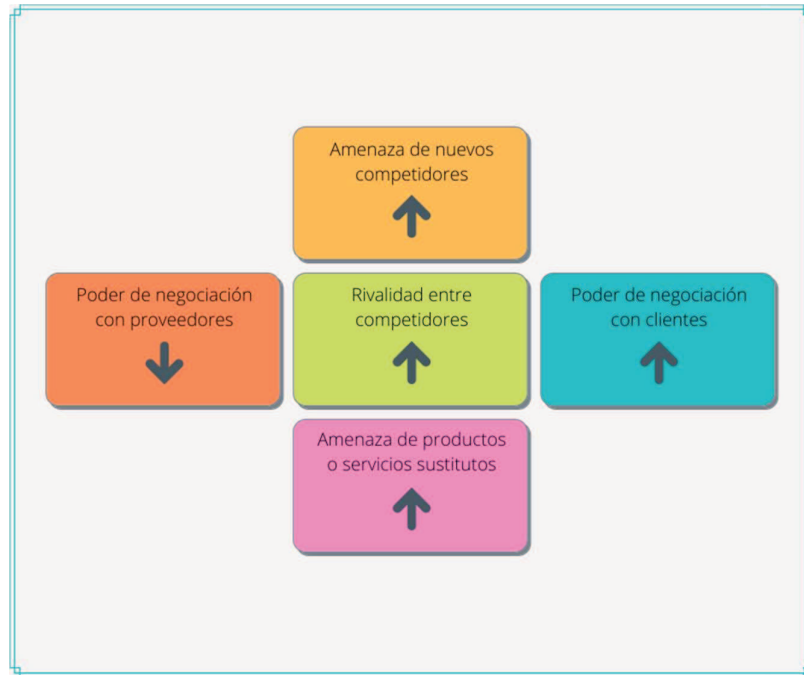 Amenaza de nuevos
competidores
Poder de negociación
con proveedores
Rivalidad entre
competidores
Poder de negociación
con clientes
Amenaza de productos
o servicios sustitutos